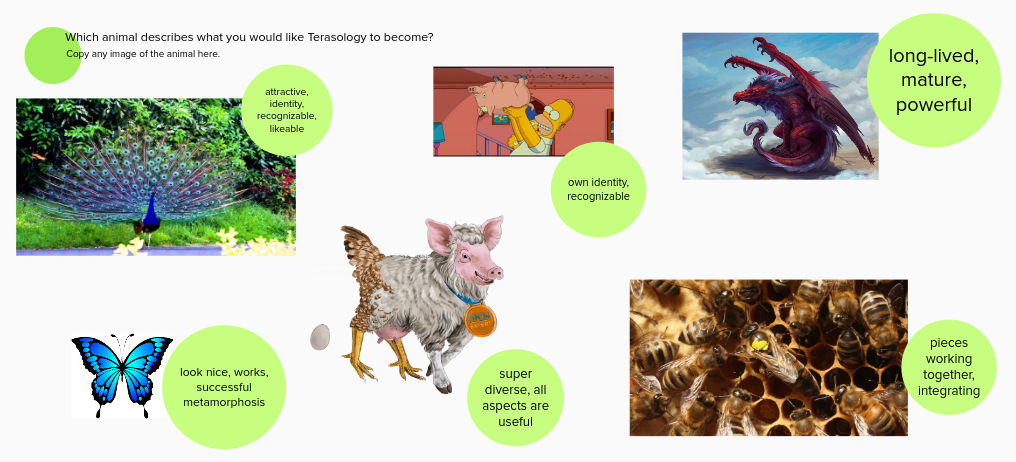 Which animal describes what you would like Terasology to become?
Copy any image of the animal here.
attractive,
identity,
recognizable,
likeable
own identity,
recognizable
long-lived,
mature,
powerful
look nice, works,
successful
metamorphosis
super
diverse, all
aspects are
useful
pieces
working
together,
integrating